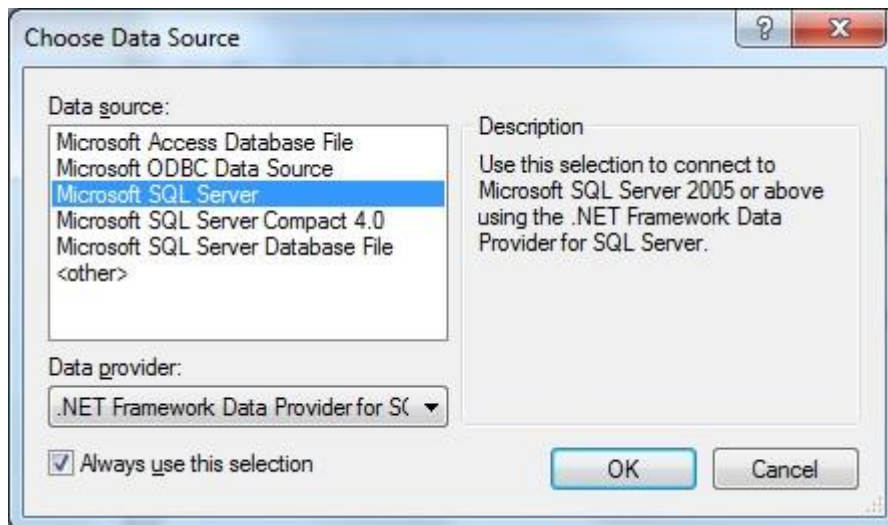 Choose Data Source
Data source:
Microsoft Access Database File
Microsoft ODBC Data Source
Microsoft SQL Server
Microsoft SQL Server Compact 4.0
Microsoft SQL Server Database File
<other>
Description
Use this selection to connect to
Microsoft SQL Server 2005 or above
using the .NET Framework Data
Provider for SQL Server.
Data provider:
.NET Framework Data Provider for S(
Always use this selection
OK
Cancel